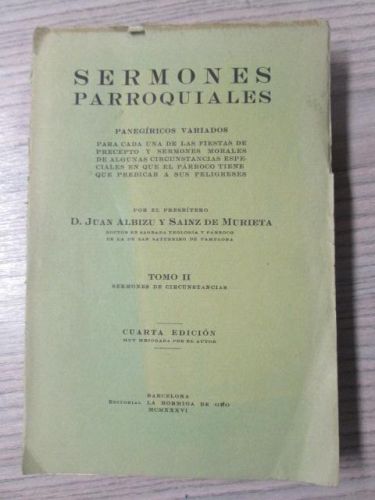 SERMONES
PARROQUIALES
PANEGÍRICOS VARIADOS
PARA CADA UNA DE LAS FIESTAS DE
PRECEPTO Y SERMONES MORALES
DE ALGUNAS CIRCUNSTANCIAS ESPE-
CIALES EN QUE EL PÁRROCO TIENE
QUE PREDICAR A SUS FELIGRESES
POR EL PRESBÍTERO
D. JUAN ALBIZU Y SAINZ DE MURIETA
DOCTOR EN SAGRADA TEOLOGÍA Y PÁRROCO
EN LA DE SAN SATURNINO DE PAMPLONA
TOMO II
SERMONES DE CIRCUNSTANCIAS
CUARTA EDICIÓN
MUY MEJORADA POR EL AUTOR
BARCELONA
EDITORIAL LA HORMIGA DE ORO
MCMXXXVI